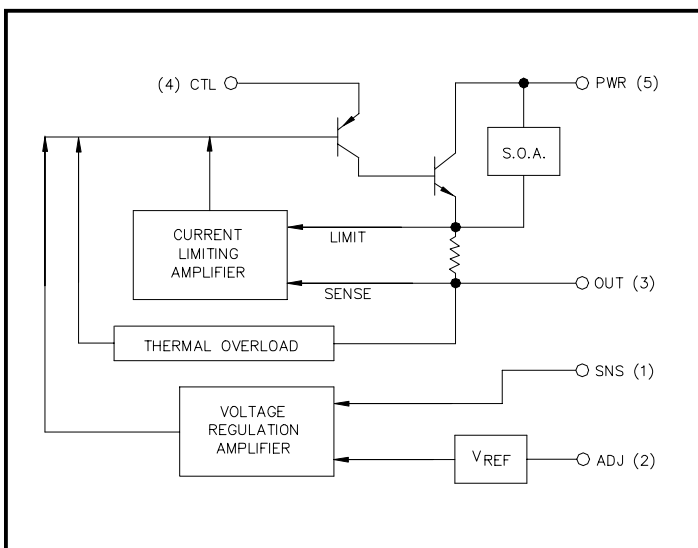 (4) CTL
PWR (5)
S.O.A.
CURRENT
LIMITING
AMPLIFIER
LIMIT
SENSE
OUT (3)
THERMAL OVERLOAD
SNS (1)
VOLTAGE
REGULATION
AMPLIFIER
VREF
ADJ (2)